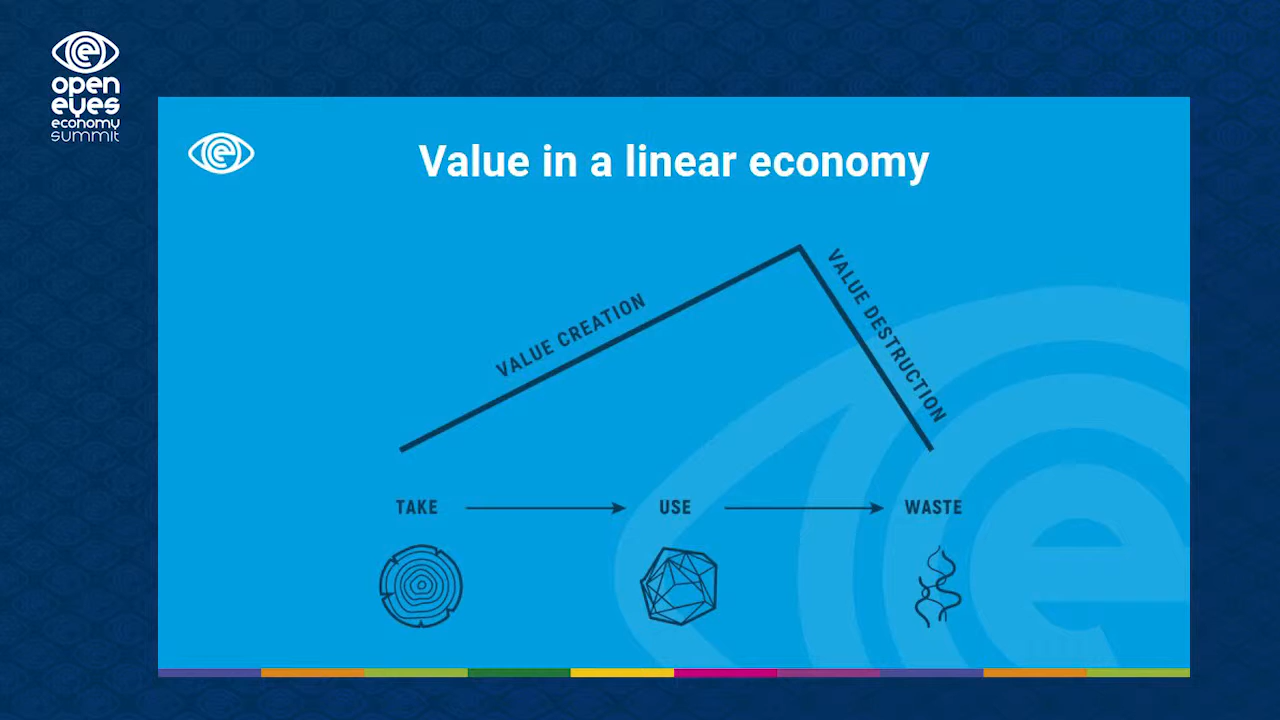 open
eyes
economy
summit
e
Value in a linear economy
VALUE CREATION
VALUE DESTRUCTION
TAKE
USE
WASTE